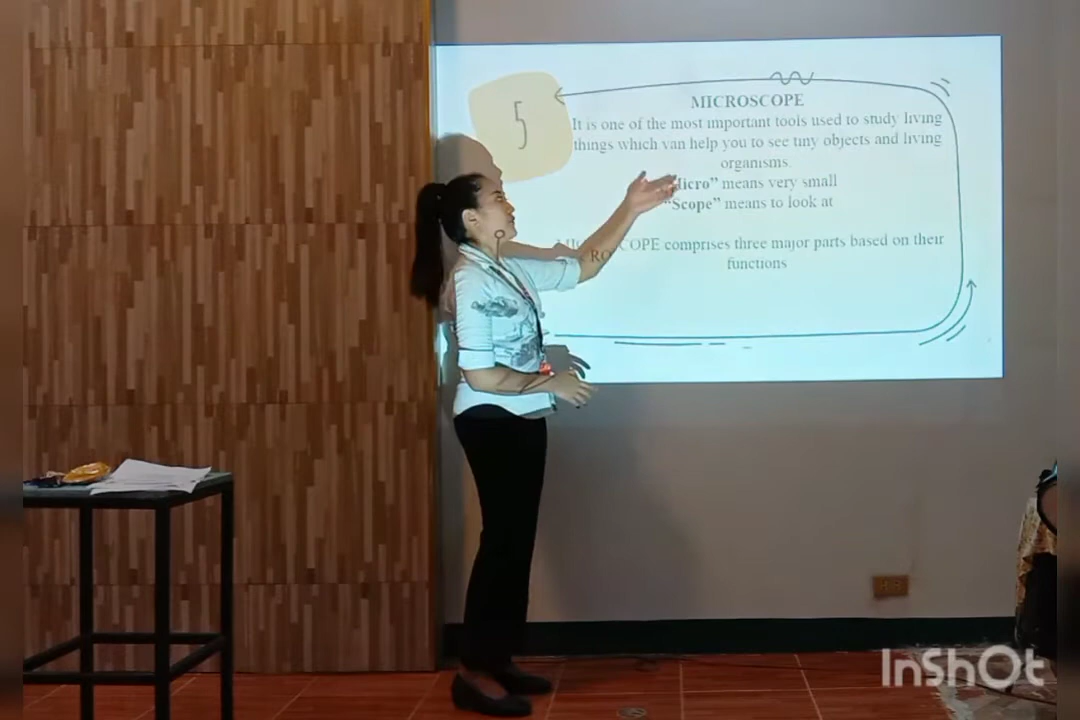 5
MICROSCOPE
It is one of the most important tools used to study living
things which van help you to see tiny objects and living
organisms.
Micro” means very small
“Scope” means to look at
MICROSCOPE comprises three major parts based on their
functions
InShOt